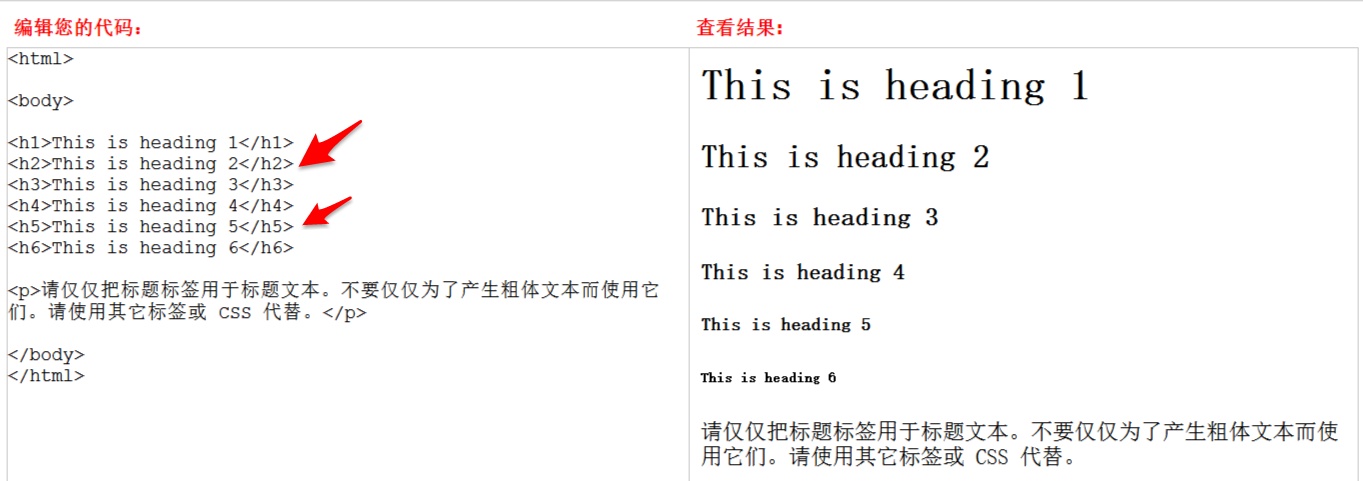 编辑您的代码：
<html>
<body>
<h1>This is heading 1</h1>
<h2>This is heading 2</h2>
<h3>This is heading 3</h3>
<h4>This is heading 4</h4>
<h5>This is heading 5</h5>
<h6>This is heading 6</h6>
<p>请仅仅把标题标签用于标题文本。不要仅仅为了产生粗体文本而使用它
们。请使用其它标签或 CSS 代替。</p>
</body>
</html>
查看结果:
This is heading 1
This is heading 2
This is heading 3
This is heading 4
This is heading 5
This is heading 6
请仅仅把标题标签用于标题文本。不要仅仅为了产生粗体文本而使
用它们。请使用其它标签或 CSS 代替。